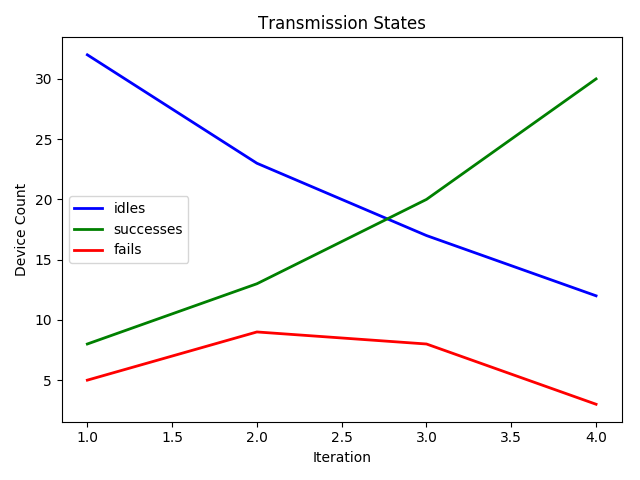 Transmission States
Device Count
30
25
20
15
10
5
idles
successes
fails
1.0 1.5 2.0 2.5 3.0 3.5 4.0
Iteration